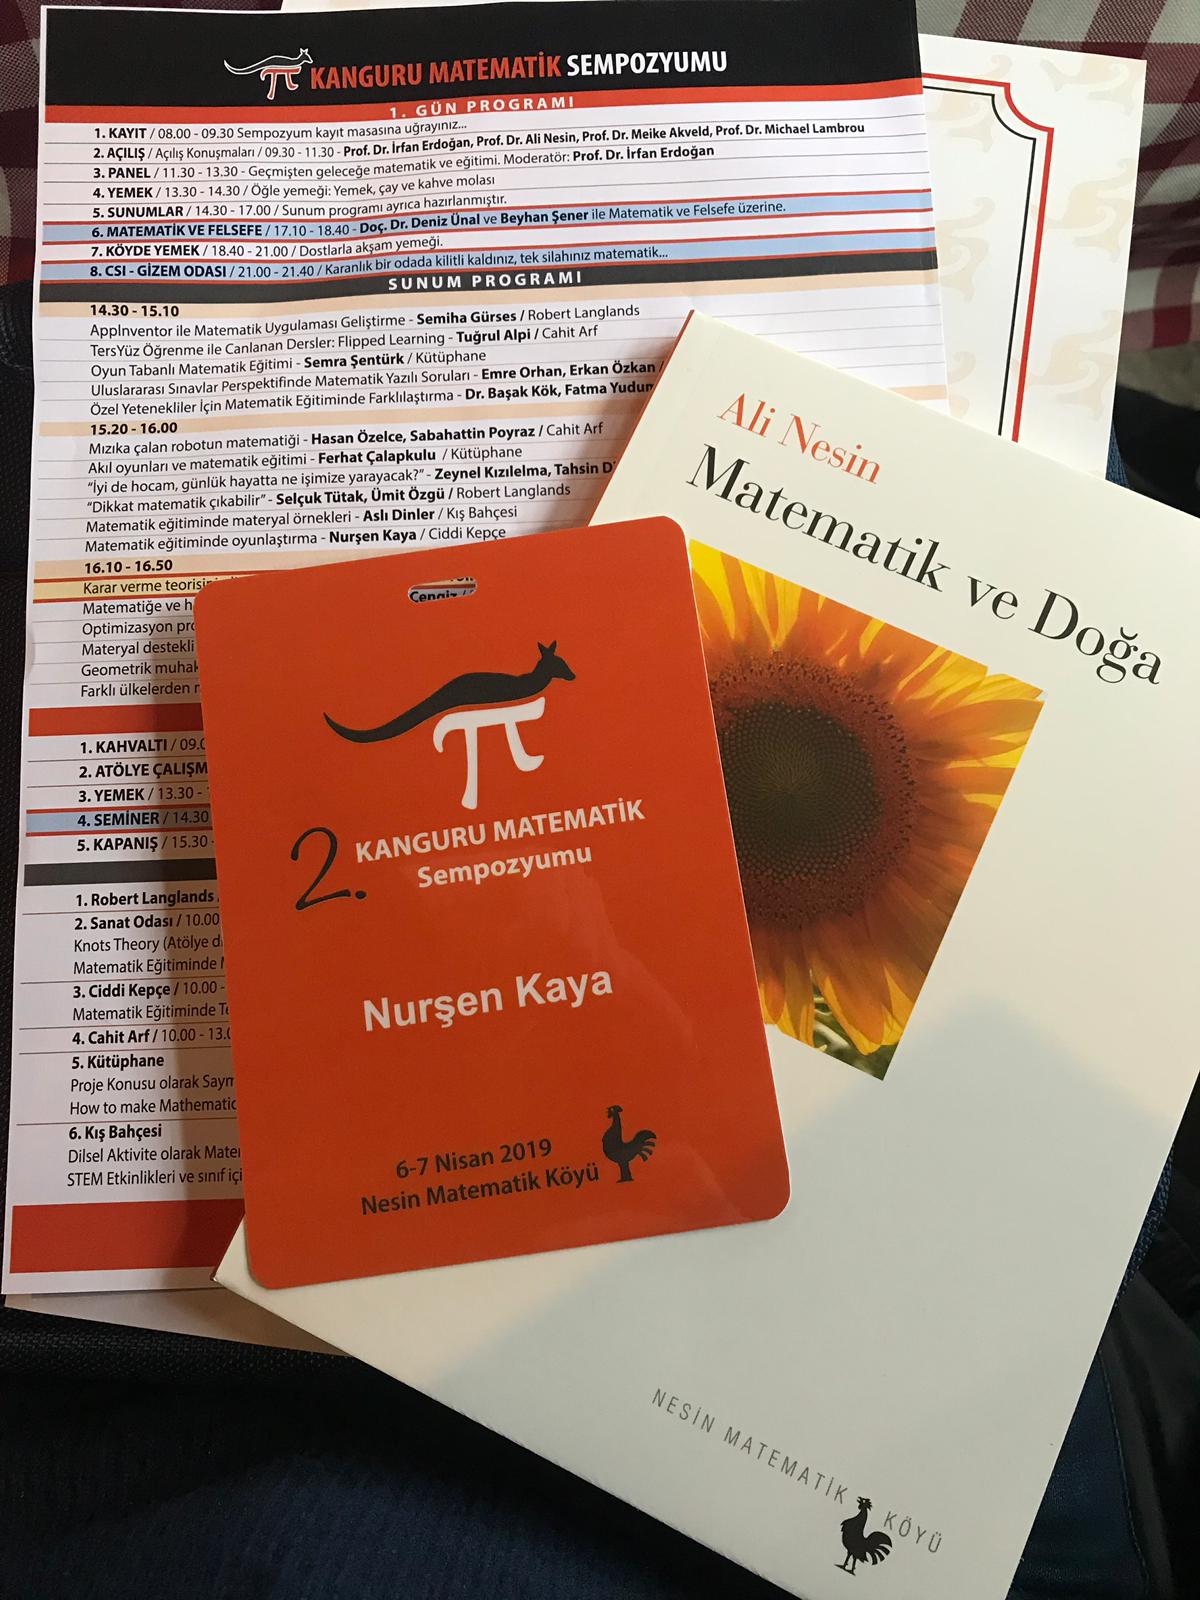 KANGURU MATEMATİK SEMPOZYUMU
1. GÜN PROGRAMI
1. KAYIT / 08.00 - 09.30 Sempozyum kayıt masasına uğrayınız...
2. AÇILIŞ / Açılış Konuşmaları / 09.30 - 11.30 - Prof. Dr. İrfan Erdoğan, Prof. Dr. Ali Nesin, Prof. Dr. Meike Akveld, Prof. Dr. Michael Lambrou
3. PANEL / 11.30 - 13.30 - Geçmişten geleceğe matematik ve eğitimi. Moderatör: Prof. Dr. İrfan Erdoğan
4. YEMEK / 13.30 - 14.30 / Öğle yemeği: Yemek, çay ve kahve molası
5. SUNUMLAR / 14.30 - 17.00 / Sunum programı ayrıca hazırlanmıştır.
6. MATEMATİK VE FELSEFE / 17.10 - 18.40 - Doç. Dr. Deniz Ünal ve Beyhan Şener ile Matematik ve Felsefe üzerine.
7. KÖYDE YEMEK / 18.40 - 21.00 / Dostlarla akşam yemeği.
8. CSI - GİZEM ODASI / 21.00 - 21.40 / Karanlık bir odada kilitli kaldınız, tek silahınız matematik...
SUNUM PROGRAMI
14.30 - 15.10
AppInventor ile Matematik Uygulaması Geliştirme - Semiha Gürses / Robert Langlands
TersYüz Öğrenme ile Canlanan Dersler: Flipped Learning - Tuğrul Alpi / Cahit Arf
Oyun Tabanlı Matematik Eğitimi - Semra Şentürk / Kütüphane
Uluslararası Sınavlar Perspektifinde Matematik Yazılı Soruları - Emre Orhan, Erkan Özkan /
Özel Yetenekliler İçin Matematik Eğitiminde Farklılaştırma - Dr. Başak Kök, Fatma Yudum
15.20 - 16.00
Mızıka çalan robotun matematiği - Hasan Özelce, Sabahattin Poyraz / Cahit Arf
Akıl oyunları ve matematik eğitimi - Ferhat Çalapkulu / Kütüphane
"İyi de hocam, günlük hayatta ne işimize yarayacak?" - Zeynel Kızılelma, Tahsin
"Dikkat matematik çıkabilir" - Selçuk Tütak, Ümit Özgü / Robert Langlands
Matematik eğitiminde materyal örnekleri - Aslı Dinler / Kış Bahçesi
Matematik eğitiminde oyunlaştırma - Nurşen Kaya / Ciddi Kepçe
16.10 - 16.50
Karar verme
Cengiz /
Matematiğe ve
Optimizasyon
Materyal destekli
Geometrik
Farklı ülkelerden
1. KAHVALTI / 09.
2. ATÖLYE
3. YEMEK / 13.30 -
4. SEMİNER / 14.30
5. KAPANIŞ / 15.30 -
1. Robert Langlands
2. Sanat Odası / 10.00
Knots Theory (Atölye
Matematik Eğitiminde
3. Ciddi Kepçe / 10.00 -
Matematik Eğitiminde
4. Cahit Arf / 10.00 - 13.
5. Kütüphane
Proje Konusu olarak
How to make
6. Kış Bahçesi
Dilsel Aktivite olarak
STEM Etkinlikleri ve sınıf içi
π
2. KANGURU MATEMATİK
Sempozyumu
Nurşen Kaya
6-7 Nisan 2019
Nesin Matematik Köyü
Ali Nesin
Matematik ve Doğa
NESİN MATEMATİK KÖYÜ